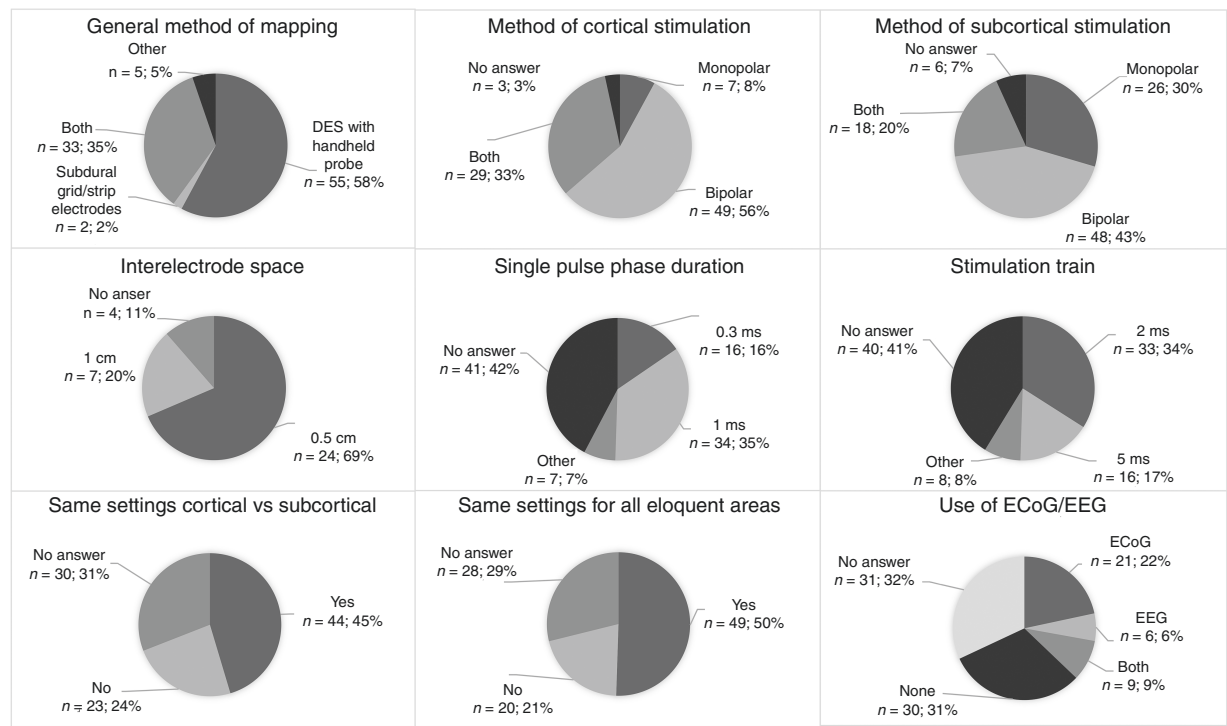 General method of mapping
Other
n = 5; 5%
Both
n = 33; 35%
Subdural
grid/strip
electrodes
n = 2; 2%
DES with
handheld
probe
n = 55; 58%
Method of cortical stimulation
No answer
n = 3; 3%
Monopolar
n = 7; 8%
Both
n = 29; 33%
Bipolar
n = 49; 56%
Method of subcortical stimulation
No answer
n = 6; 7%
Monopolar
n = 26; 30%
Both
n = 18; 20%
Bipolar
n = 48; 43%
Interelectrode space
No anser
n = 4; 11%
1 cm
n = 7; 20%
0.5 cm
n = 24; 69%
Single pulse phase duration
0.3 ms
n = 16; 16%
No answer
n = 41; 42%
1 ms
n = 34; 35%
Other
n = 7; 7%
Stimulation train
No answer
n = 40; 41%
2 ms
n = 33; 34%
Other
n = 8; 8%
5 ms
n = 16; 17%
Same settings cortical vs subcortical
No answer
n = 30; 31%
Yes
n = 44; 45%
No
n = 23; 24%
Same settings for all eloquent areas
No answer
n = 28; 29%
Yes
n = 49; 50%
No
n = 20; 21%
Use of ECoG/EEG
ECoG
n = 21; 22%
No answer
n = 31; 32%
EEG
n = 6; 6%
Both
n = 9; 9%
None
n = 30; 31%